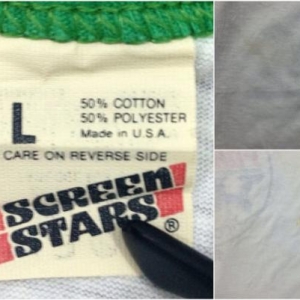 L
50% COTTON
50% POLYESTER
Made in U.S.A.
CARE ON REVERSE SIDE
SCREEN
STARS®